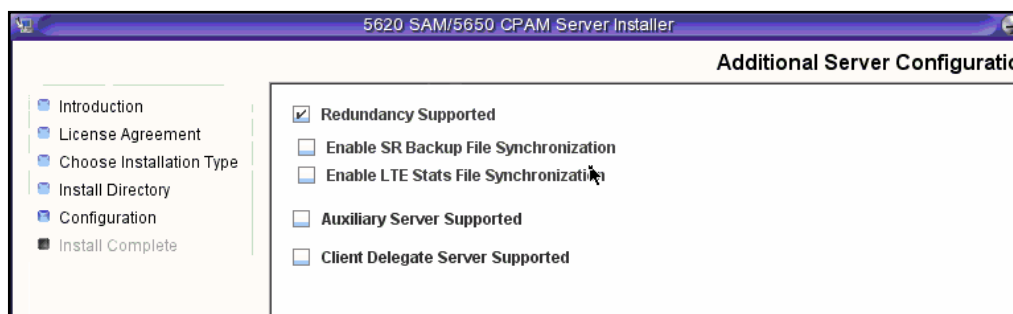 5620 SAM/5650 CPAM Server Installer
Additional Server Configuratio
Introduction
License Agreement
Choose Installation Type
Install Directory
Configuration
Install Complete
Redundancy Supported
Enable SR Backup File Synchronization
Enable LTE Stats File Synchronization
Auxiliary Server Supported
Client Delegate Server Supported